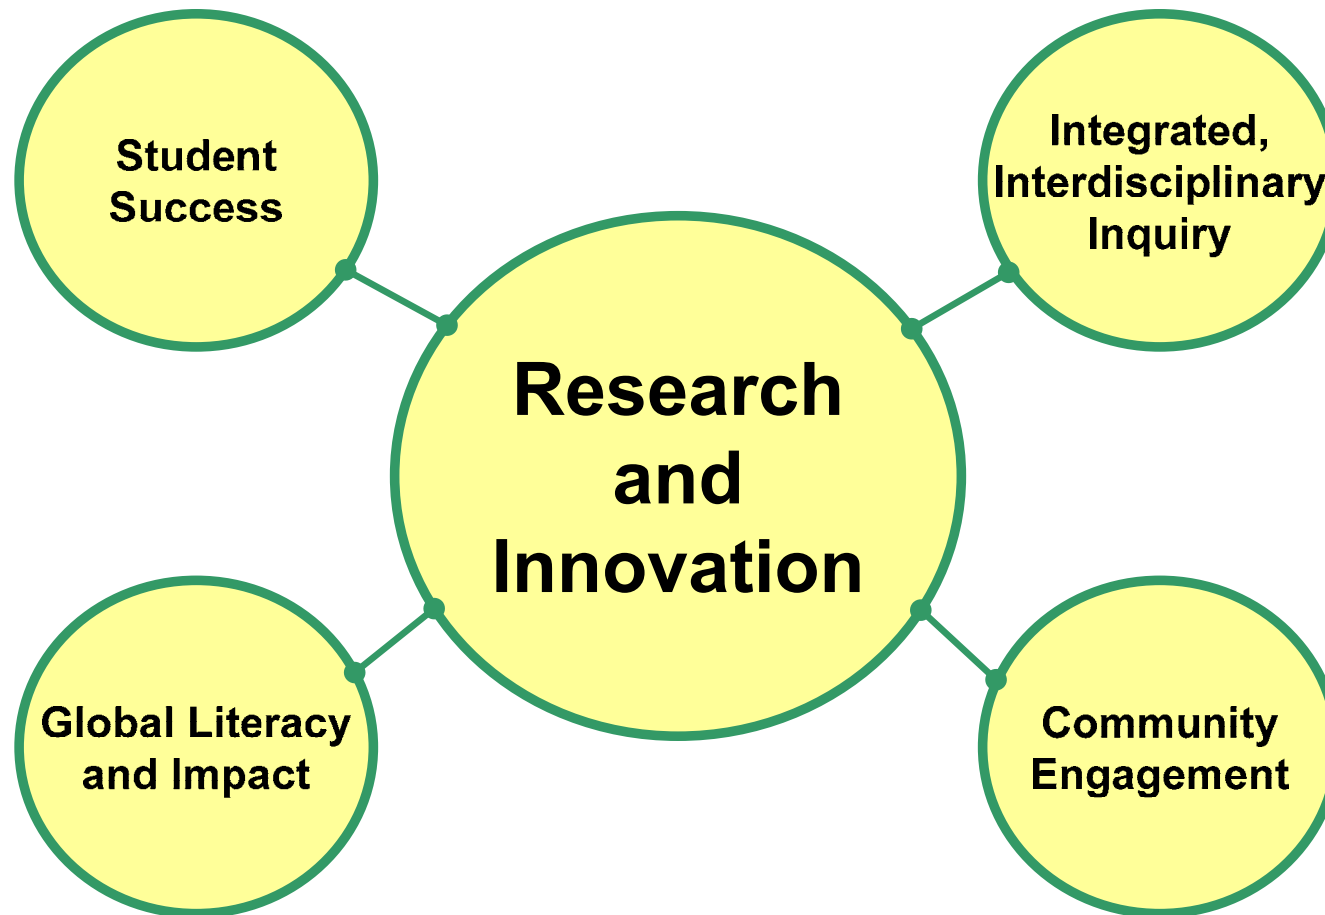 Student
Success
Integrated,
Interdisciplinary
Inquiry
Research
and
Innovation
Global Literacy
and Impact
Community
Engagement